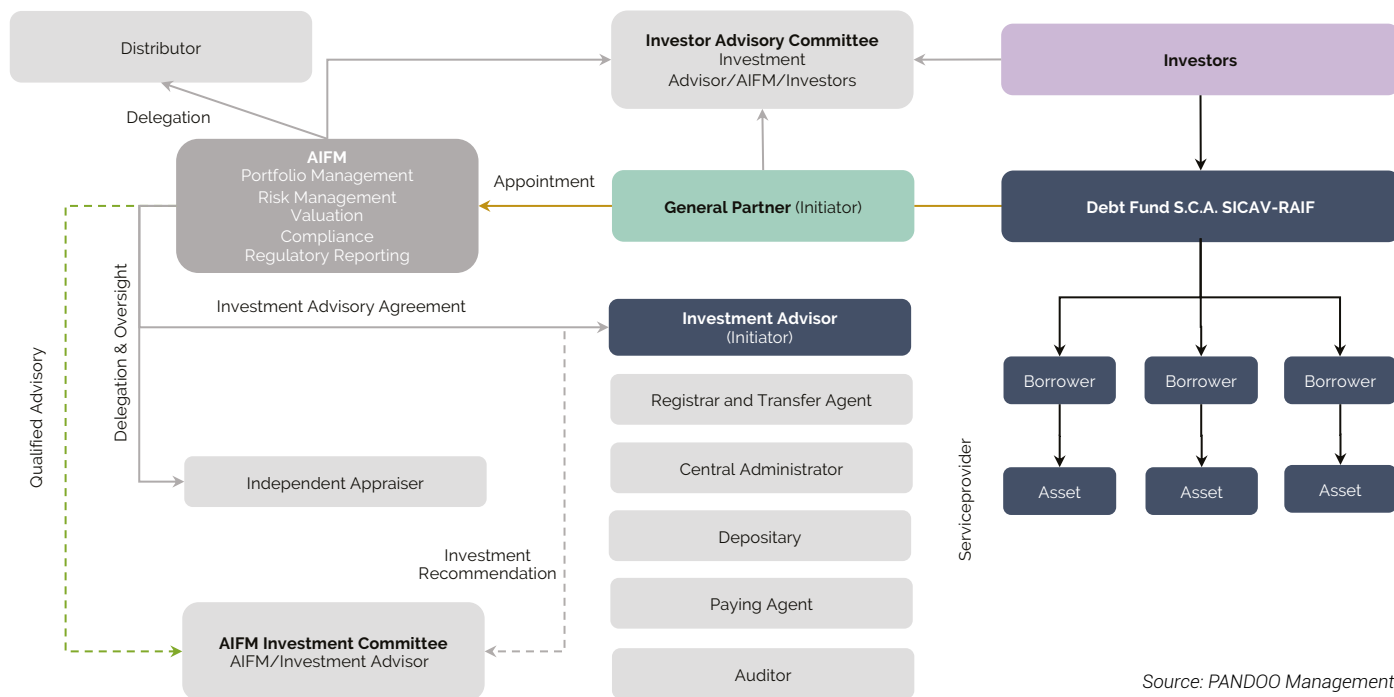 Distributor
Investor Advisory Committee
Investment
Advisor/AIFM/Investors
Investors
Delegation
AIFM
Portfolio Management
Risk Management
Valuation
Compliance
Regulatory Reporting
Appointment
General Partner (Initiator)
Debt Fund S.C.A. SICAV-RAIF
Qualified Advisory
Delegation & Oversight
Investment Advisory Agreement
Investment Advisor
(Initiator)
Borrower
Borrower
Borrower
Registrar and Transfer Agent
Independent Appraiser
Central Administrator
Serviceprovider
Asset
Asset
Asset
Depositary
Investment
Recommendation
Paying Agent
AIFM Investment Committee
AIFM/Investment Advisor
Auditor
Source: PANDOO Management